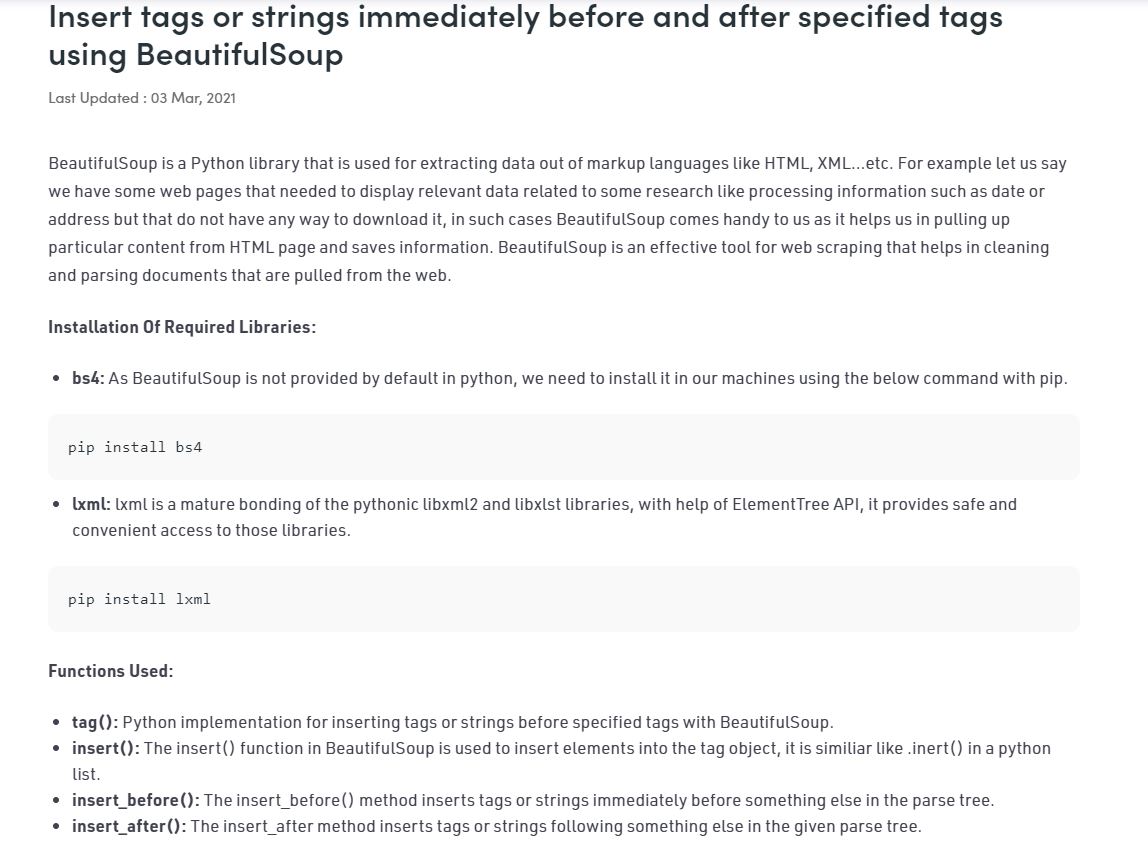 Insert tags or strings immediately before and after specified tags
using BeautifulSoup
Last Updated : 03 Mar, 2021
BeautifulSoup is a Python library that is used for extracting data out of markup languages like HTML, XML...etc. For example let us say
we have some web pages that needed to display relevant data related to some research like processing information such as date or
address but that do not have any way to download it, in such cases BeautifulSoup comes handy to us as it helps us in pulling up
particular content from HTML page and saves information. BeautifulSoup is an effective tool for web scraping that helps in cleaning
and parsing documents that are pulled from the web.
Installation Of Required Libraries:
• bs4: As BeautifulSoup is not provided by default in python, we need to install it in our machines using the below command with pip.
pip install bs4
• lxml: lxml is a mature bonding of the pythonic libxml2 and libxlst libraries, with help of ElementTree API, it provides safe and
convenient access to those libraries.
pip install lxml
Functions Used:
• tag(): Python implementation for inserting tags or strings before specified tags with BeautifulSoup.
• insert(): The insert() function in BeautifulSoup is used to insert elements into the tag object, it is similiar like .inert() in a python
list.
• insert_before(): The insert_before() method inserts tags or strings immediately before something else in the parse tree.
• insert_after(): The insert_after method inserts tags or strings following something else in the given parse tree.